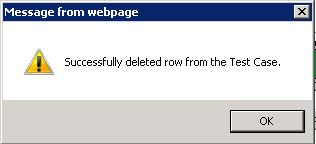 Message from webpage
Successfully deleted row from the Test Case.
OK